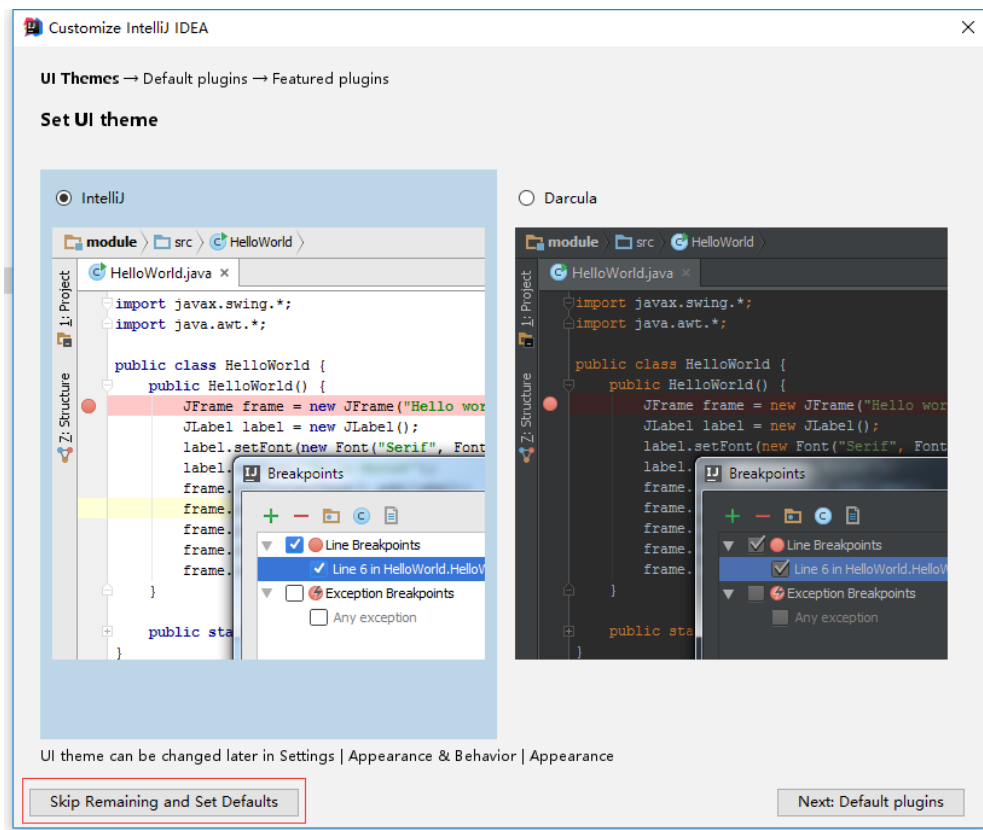 Customize IntelliJ IDEA
UI Themes → Default plugins → Featured plugins
Set UI theme
IntelliJ
module src HelloWorld
1: Project
Z: Structure
HelloWorld.java ×
import javax.swing.*;
import java.awt.*;
public class HelloWorld {
public HelloWorld() {
JFrame frame = new JFrame("Hello wor
JLabel label = new JLabel();
label.setFont(new Font("Serif", Font
label.
frame.
frame.
frame.
frame.
frame.
}
public sta
}
Breakpoints
Line Breakpoints
Line 6 in HelloWorld.HelloW
Exception Breakpoints
Any exception
Darcula
module src HelloWorld
1: Project
Z: Structure
HelloWorld.java ×
import javax.swing.*;
import java.awt.*;
public class HelloWorld {
public HelloWorld() {
JFrame frame = new JFrame("Hello wor
JLabel label = new JLabel();
label.setFont(new Font("Serif", Font
label.
frame.
frame.
frame.
frame.
frame.
}
public sta
}
Breakpoints
Line Breakpoints
Line 6 in HelloWorld.HelloW
Exception Breakpoints
Any exception
UI theme can be changed later in Settings | Appearance & Behavior | Appearance
Skip Remaining and Set Defaults
Next: Default plugins